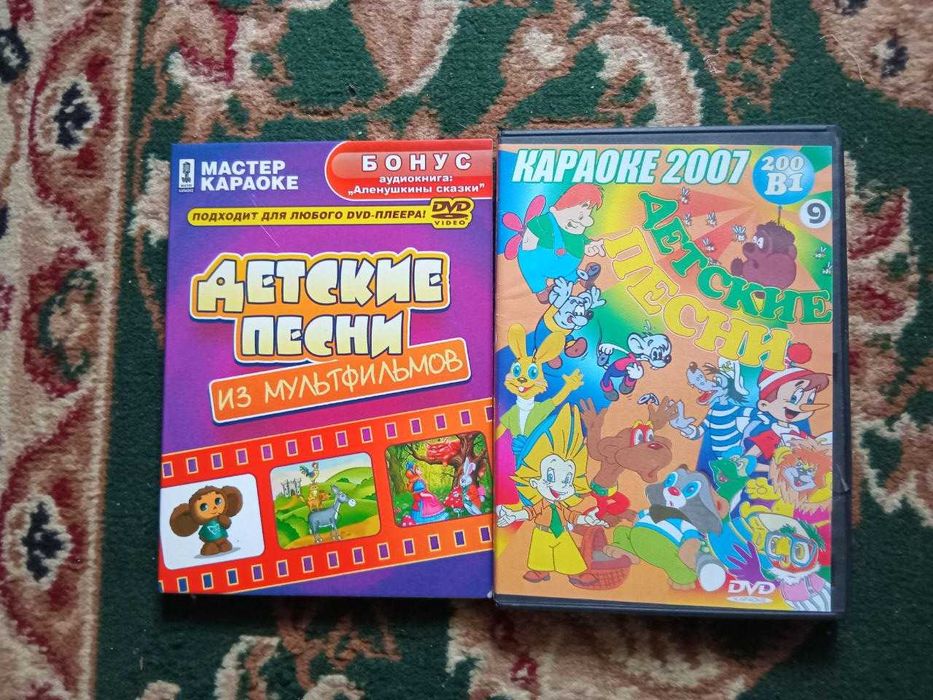 МАСТЕР
КАРАОКЕ
БОНУС
аудиокнига:
„Аленушкины сказки"
ПОДХОДИТ ДЛЯ ЛЮБОГО DVD-ПЛЕЕРА!
DVD
VIDEO
ДЕТСКИЕ
ПЕСНИ
ИЗ МУЛЬТФИЛЬМОВ
КАРАОКЕ 2007
200
В1
9
ДЕТСКИЕ
ПЕСНИ
DVD